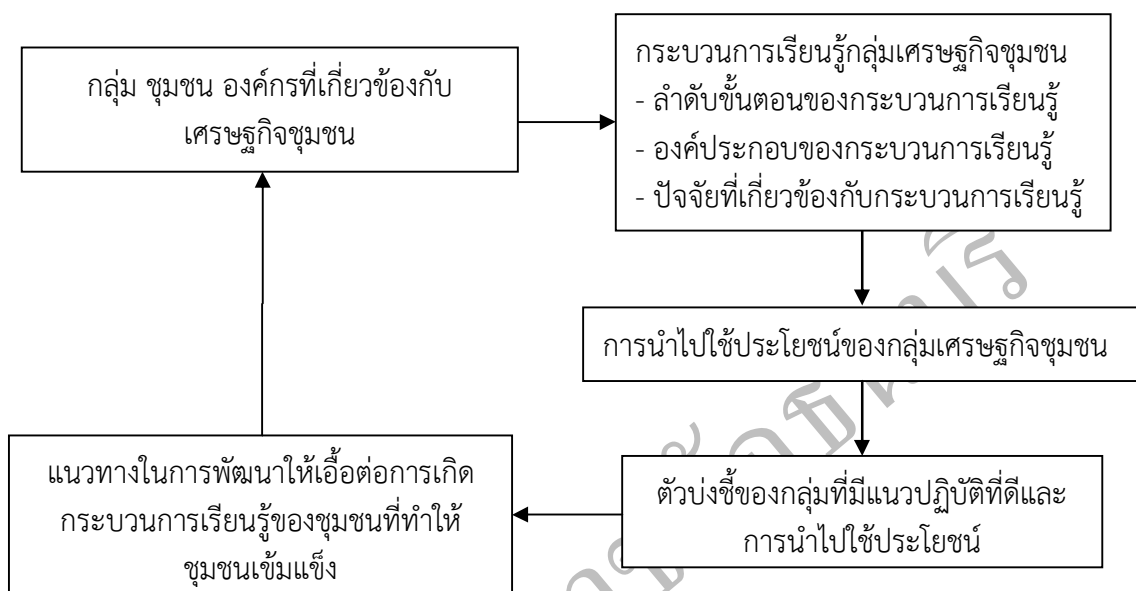 กลุ่ม ชุมชน องค์กรที่เกี่ยวข้องกับ
เศรษฐกิจชุมชน
กระบวนการเรียนรู้กลุ่มเศรษฐกิจชุมชน
- ลำดับขั้นตอนของกระบวนการเรียนรู้
- องค์ประกอบของกระบวนการเรียนรู้
- ปัจจัยที่เกี่ยวข้องกับกระบวนการเรียนรู้
การนำไปใช้ประโยชน์ของกลุ่มเศรษฐกิจชุมชน
ตัวบ่งชี้ของกลุ่มที่มีแนวปฏิบัติที่ดีและ
การนำไปใช้ประโยชน์
แนวทางในการพัฒนาให้เอื้อต่อการเกิด
กระบวนการเรียนรู้ของชุมชนที่ทำให้
ชุมชนเข้มแข็ง